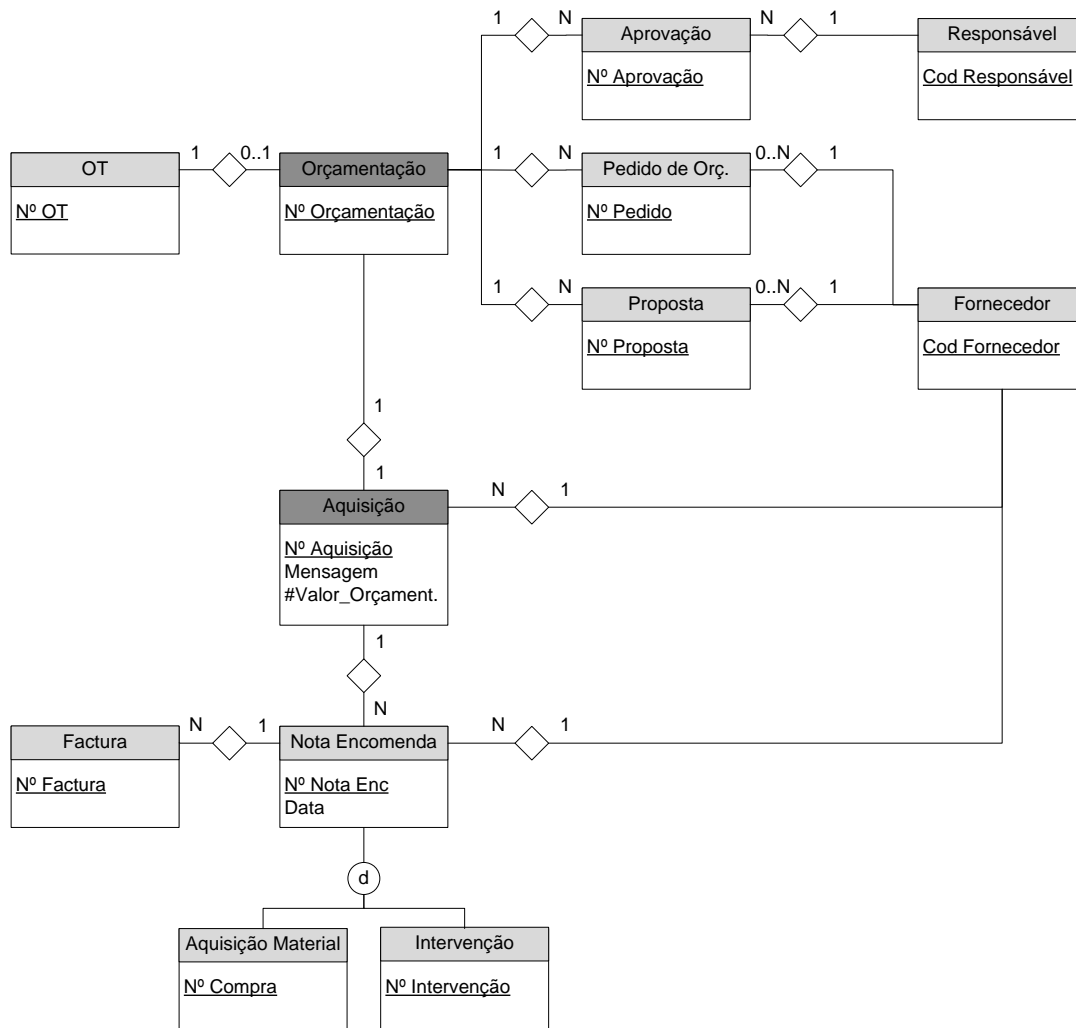 1
N
Aprovação
N
1
Responsável
Nº Aprovação
Cod Responsável
OT
1
0..1
Orçamentação
1
N
Pedido de Orç.
0..N
1
Nº OT
Nº Orçamentação
Nº Pedido
1
N
Proposta
0..N
1
Fornecedor
Nº Proposta
Cod Fornecedor
1
1
Aquisição
N
1
Nº Aquisição
Mensagem
#Valor_Orçament.
1
N
Factura
N
1
Nota Encomenda
N
1
Nº Factura
Nº Nota Enc
Data
d
Aquisição Material
Intervenção
Nº Compra
Nº Intervenção